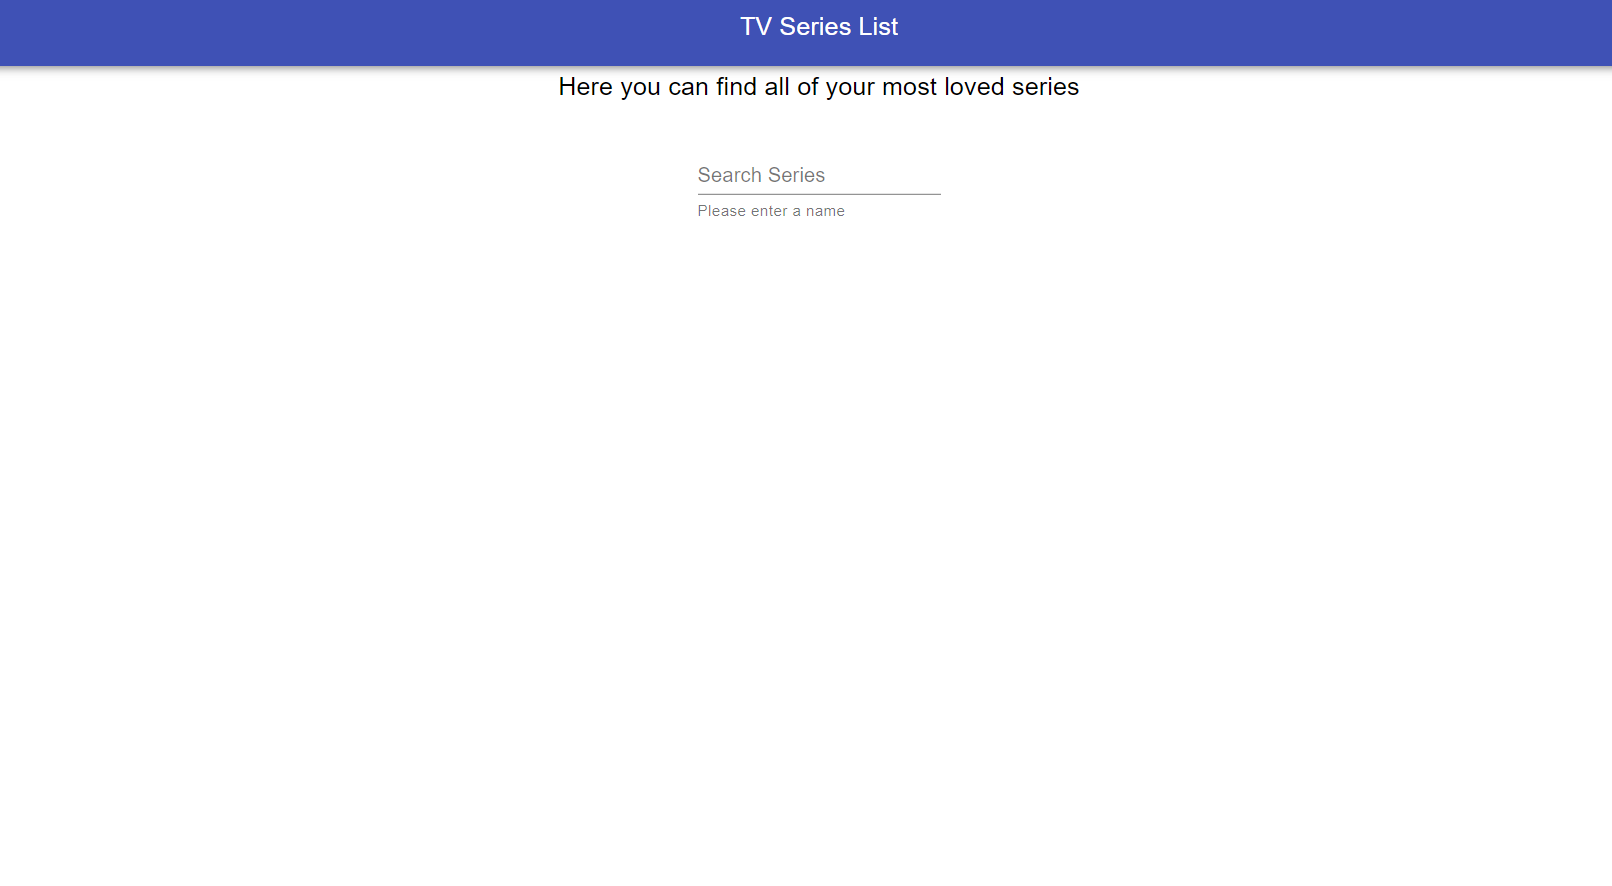 TV Series List
Here you can find all of your most loved series
Search Series
Please enter a name